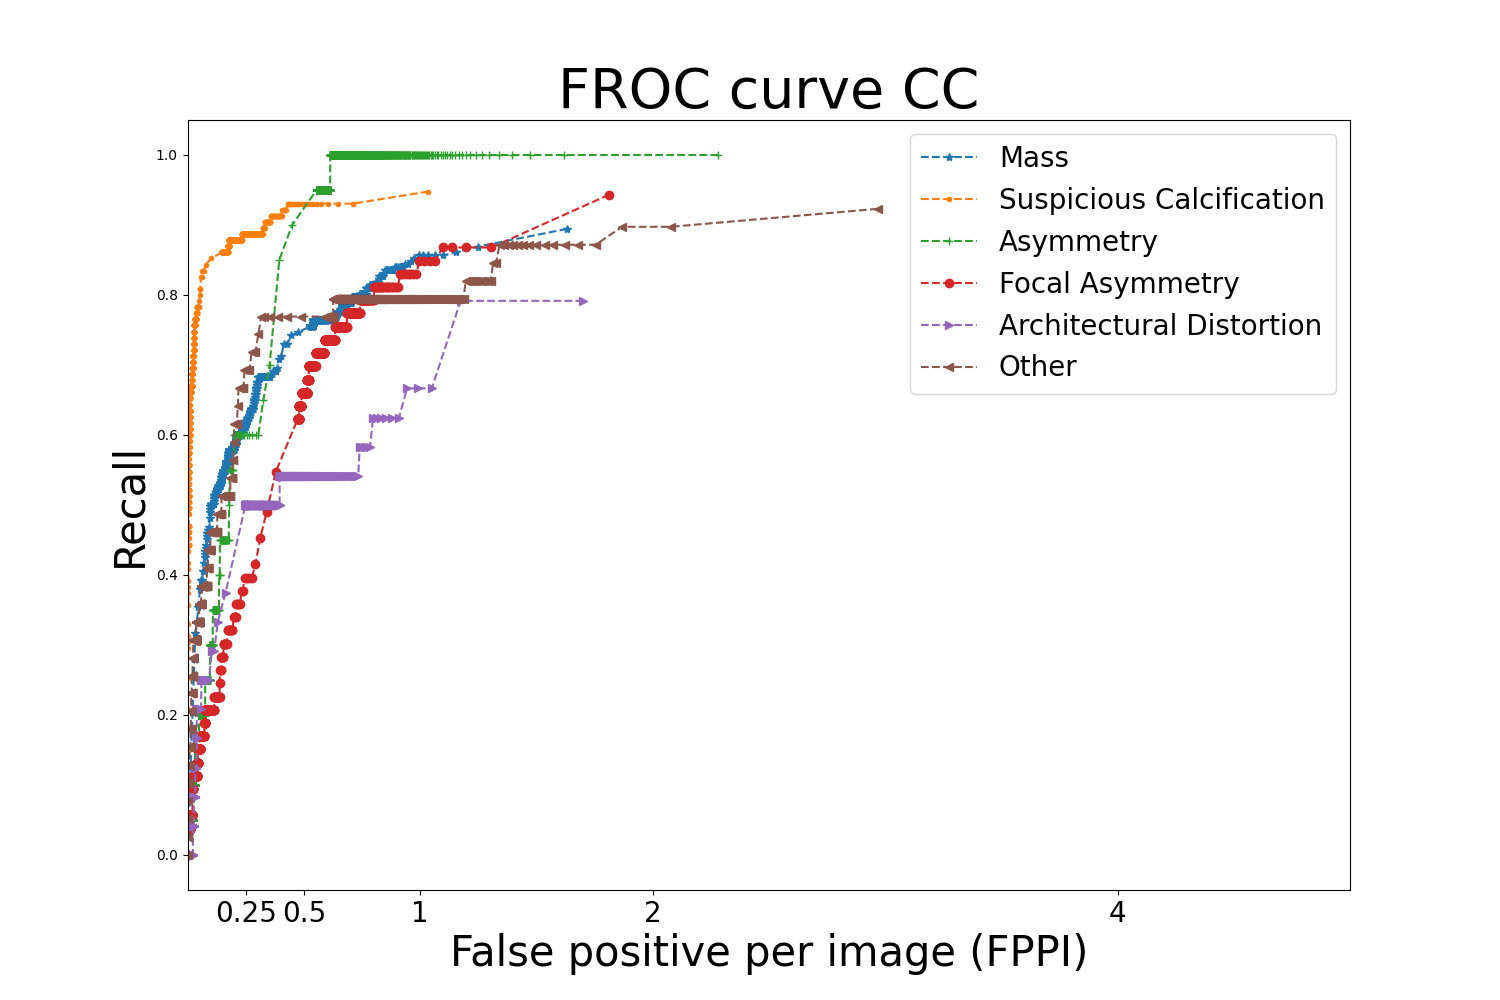 FROC curve CC
1.0
0.8
0.6
0.4
0.2
0.0
Recall
Mass
Suspicious Calcification
Asymmetry
Focal Asymmetry
Architectural Distortion
Other
0.25 0.5 1 2 4
False positive per image (FPPI)